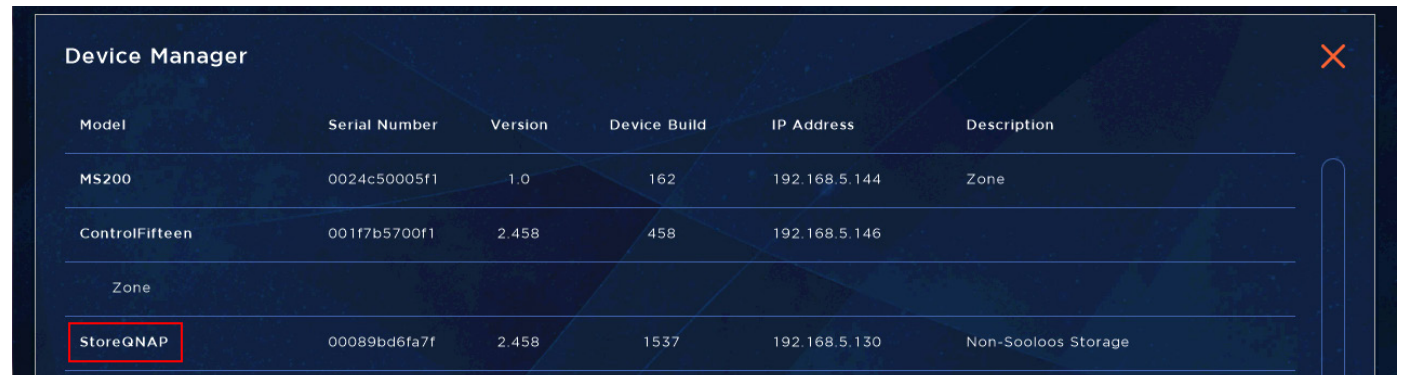 Device Manager
Model Serial Number Version Device Build IP Address Description
MS200 0024c50005f1 1.0 162 192.168.5.144 Zone
ControlFifteen 001f7b5700f1 2.458 458 192.168.5.146
Zone
StoreQNAP 00089bd6fa7f 2.458 1537 192.168.5.130 Non-Sooloos Storage